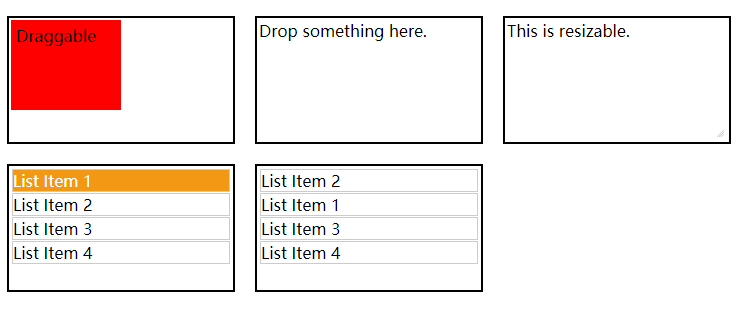 Draggable
Drop something here.
This is resizable.
List Item 1
List Item 2
List Item 3
List Item 4
List Item 2
List Item 1
List Item 3
List Item 4